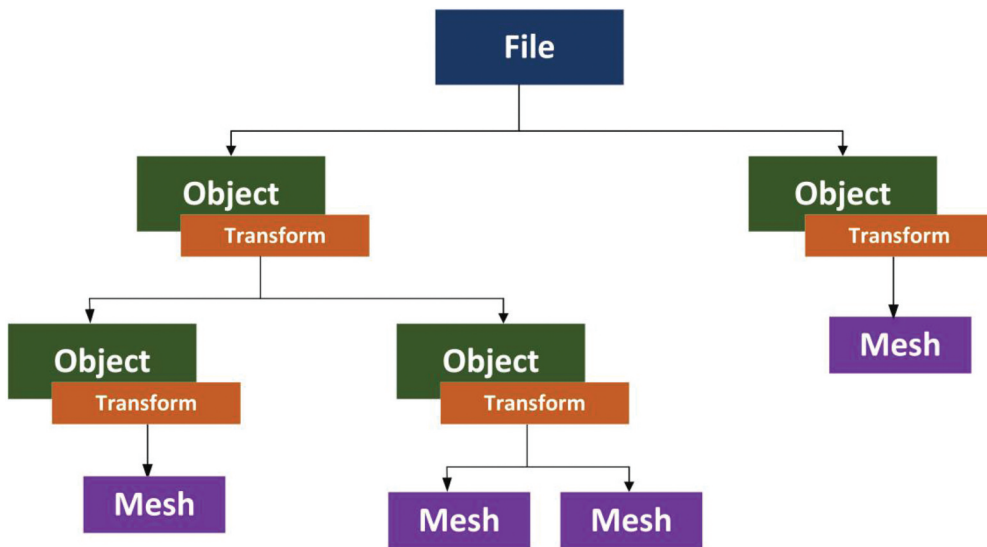 File
Object
Transform
Object
Transform
Object
Transform
Object
Transform
Mesh
Mesh
Mesh
Mesh